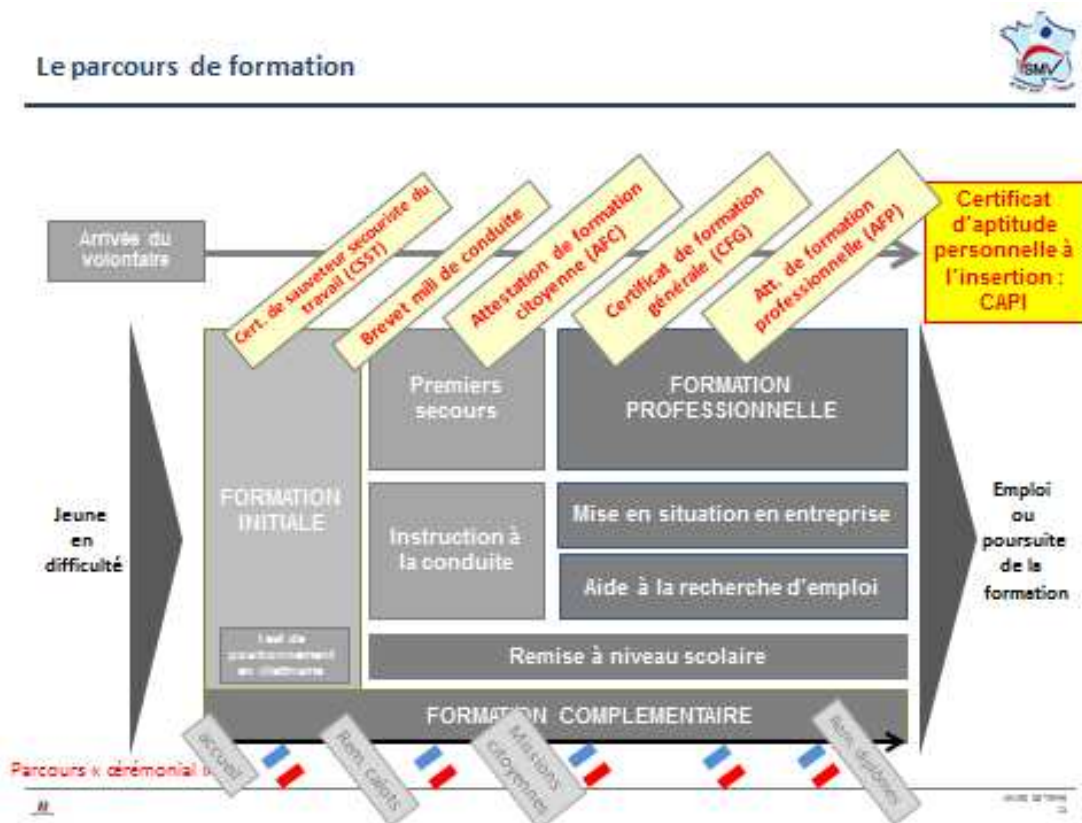 Le parcours de formation
SMV
Arrivée du
volontaire
Cert. de sauveteur secouriste du
travail (CSST)
Brevet mili de conduite
Attestation de formation
citoyenne (AFC)
Certificat de formation
générale (CFG)
Att. de formation
professionnelle (AFP)
Certificat
d'aptitude
personnelle à
l'insertion :
CAPI
Jeune
en
difficulté
FORMATION
INITIALE
Test de
positionnement
Premiers
secours
Instruction à
la conduite
FORMATION
PROFESSIONNELLE
Mise en situation en entreprise
Aide à la recherche d'emploi
Remise à niveau scolaire
FORMATION COMPLEMENTAIRE
Emploi
ou
poursuite
de la
formation
Parcours « cérémonial »
accueil
Rem. calots
Missions
citoyennes
diplômes